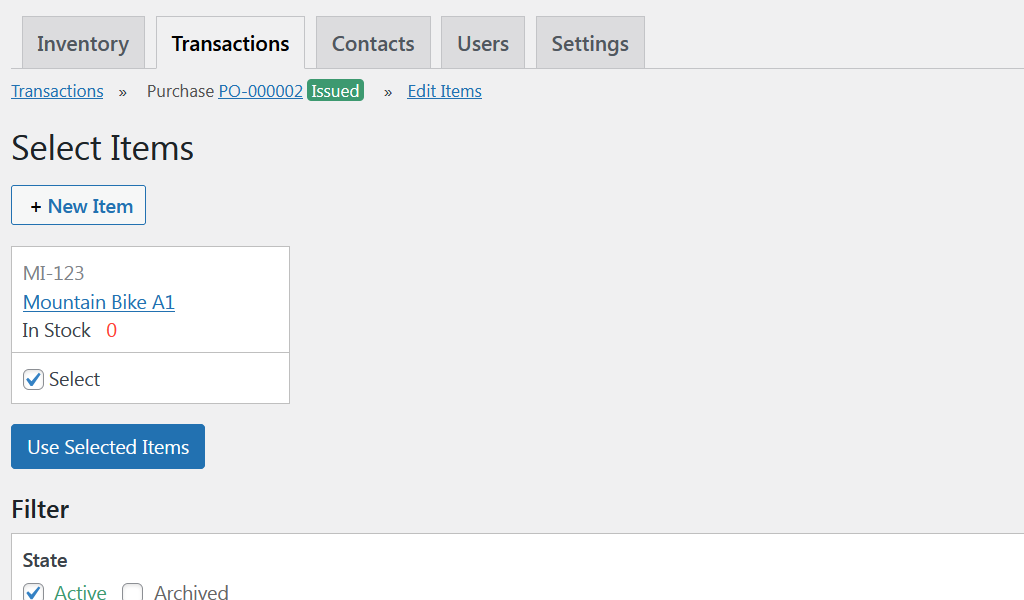 Inventory Transactions Contacts Users Settings
Transactions » Purchase PO-000002 Issued » Edit Items
Select Items
+ New Item
MI-123
Mountain Bike A1
In Stock 0
Select
Use Selected Items
Filter
State
Active Archived